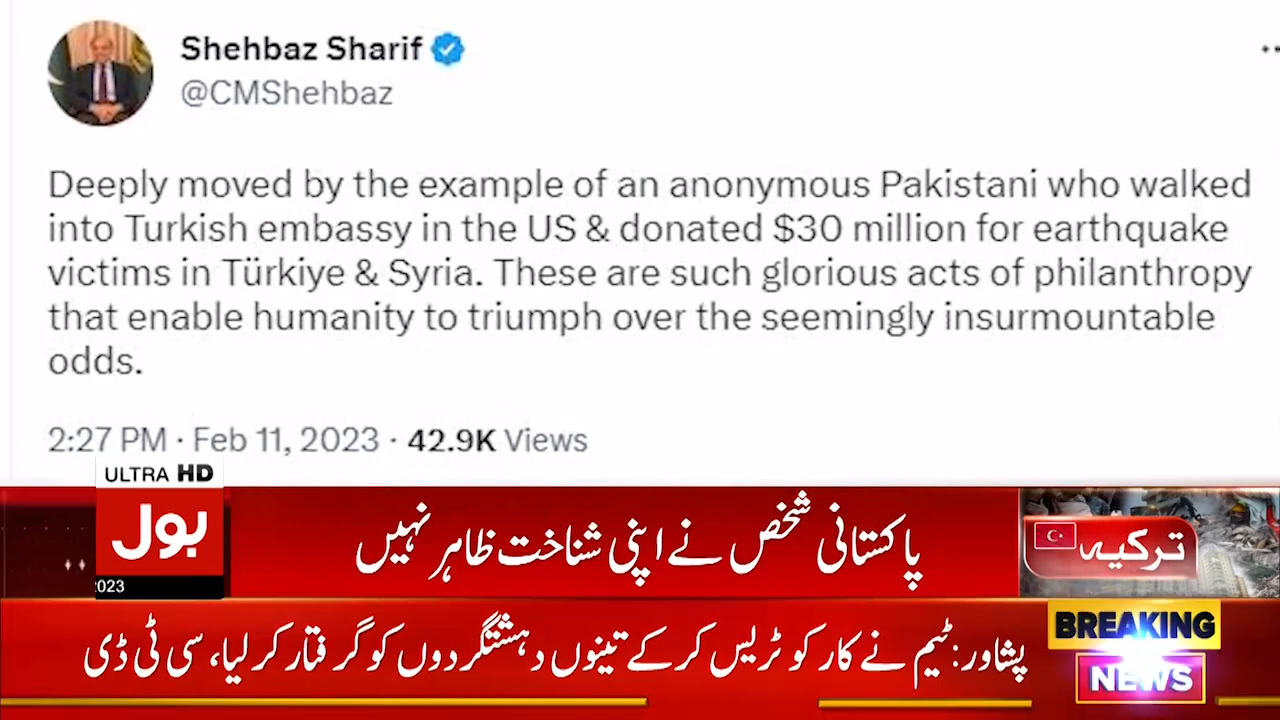 Shehbaz Sharif
@CMShehbaz
Deeply moved by the example of an anonymous Pakistani who walked
into Turkish embassy in the US & donated $30 million for earthquake
victims in Türkiye & Syria. These are such glorious acts of philanthropy
that enable humanity to triumph over the seemingly insurmountable
odds.
2:27 PM · Feb 11, 2023 · 42.9K Views
ULTRA HD
بول
2023
پاکستانی شخص نے اپنی شناخت ظاہر نہیں
ترکیہ
BREAKING
NEWS
پشاور: ٹیم نے کار کو ٹریس کرکے تینوں دہشتگردوں کو گرفتار کر لیا، سی ٹی ڈی